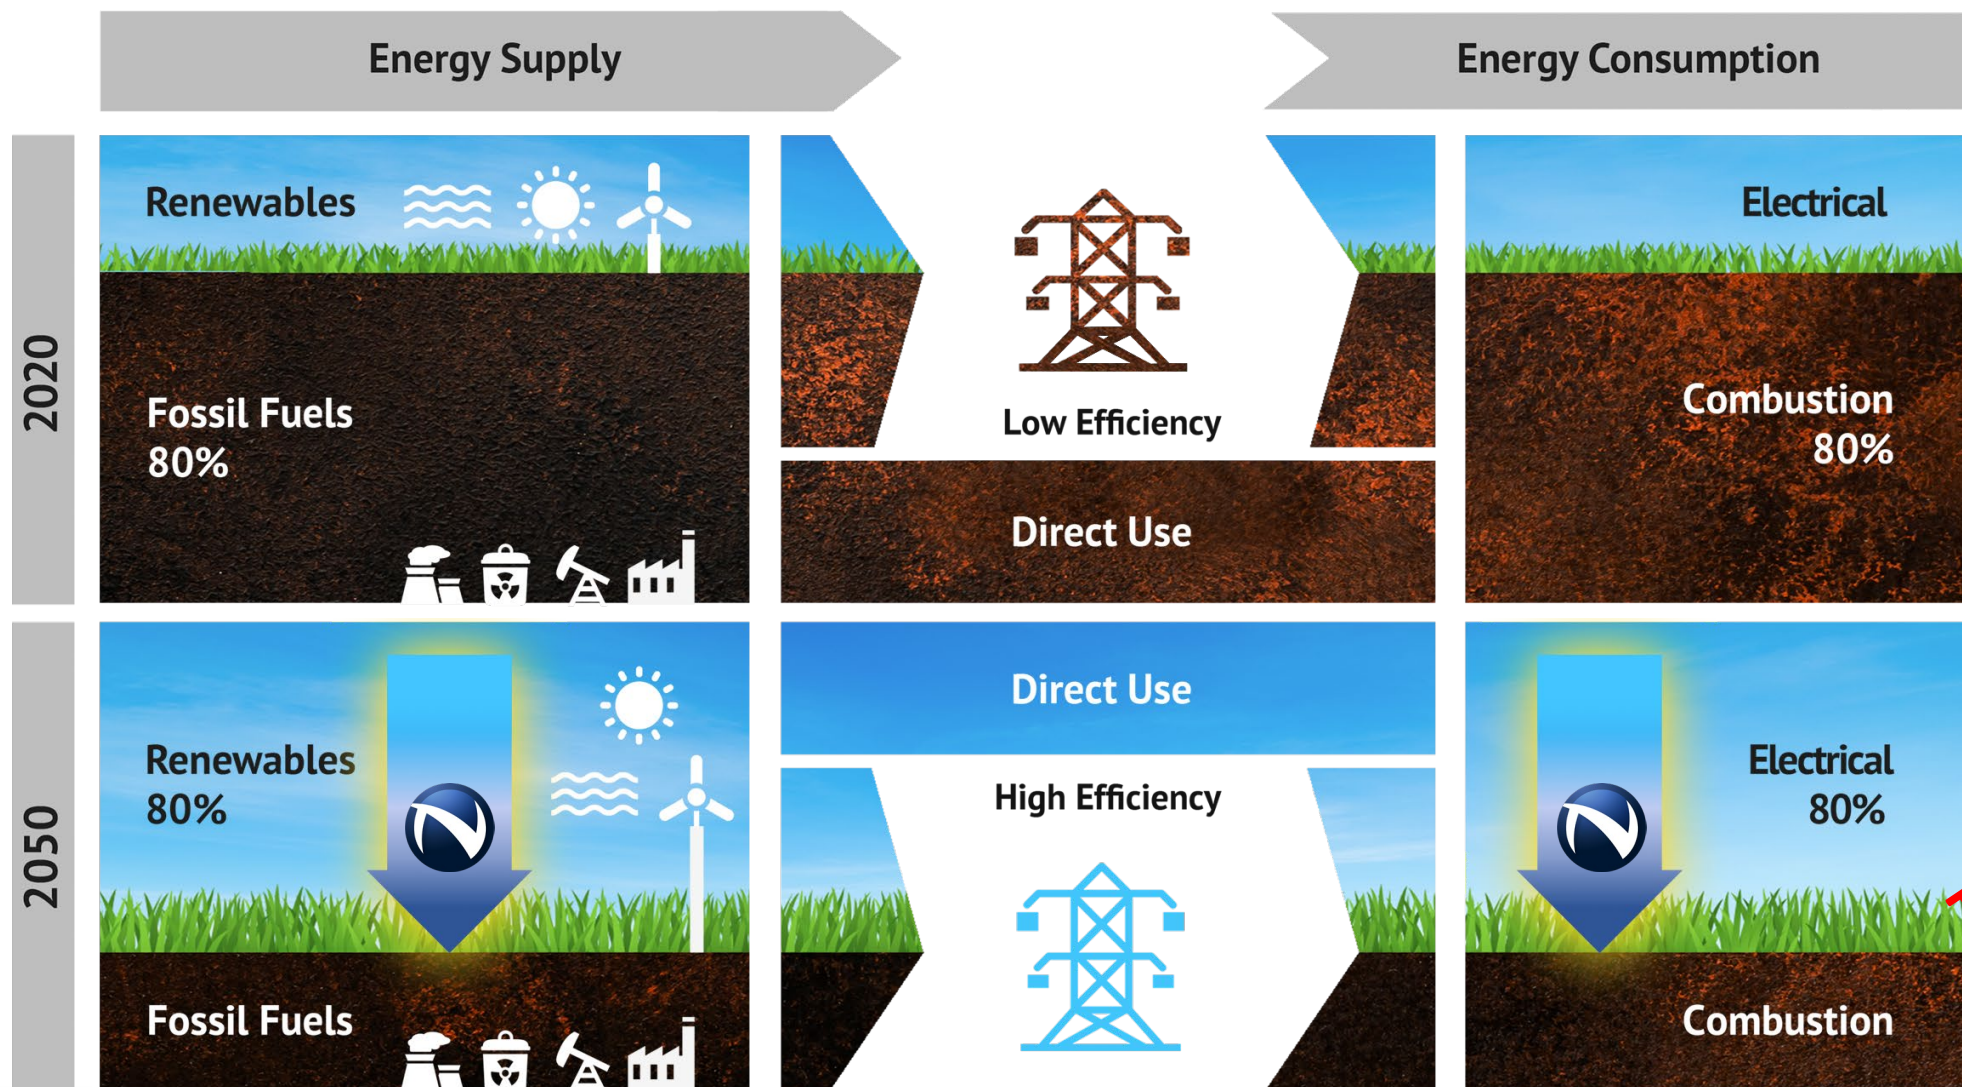 Energy Supply
Energy Consumption
2020
Renewables
Fossil Fuels
80%
Low Efficiency
Direct Use
Electrical
Combustion
80%
2050
Renewables
80%
Fossil Fuels
Direct Use
High Efficiency
Electrical
80%
Combustion